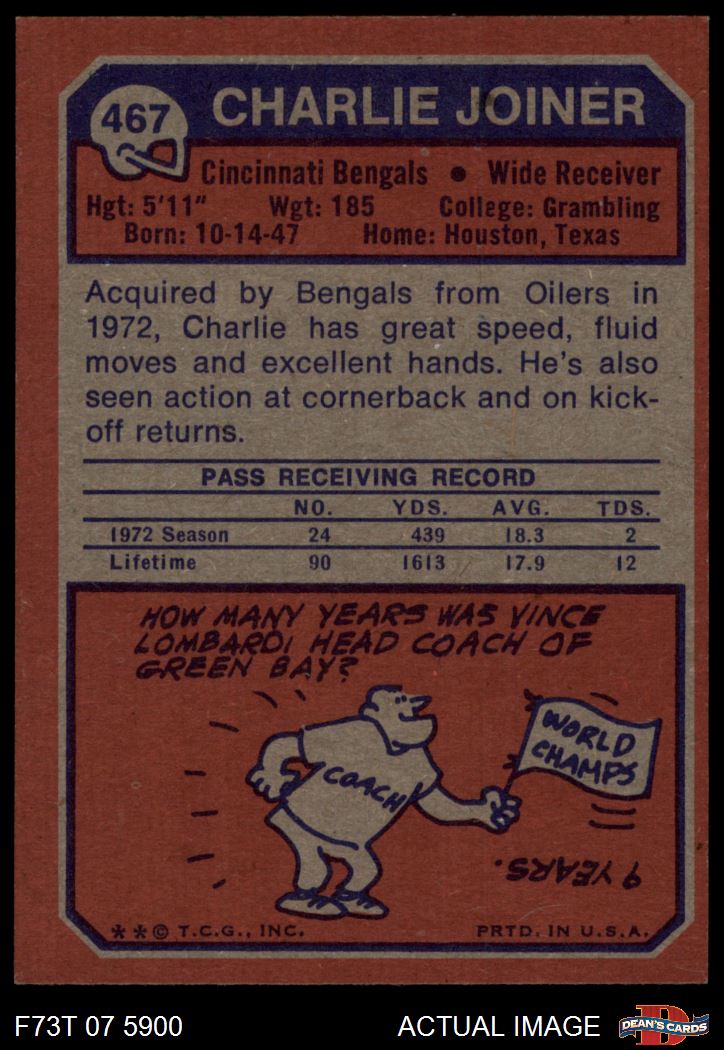 467 CHARLIE JOINER
Cincinnati Bengals • Wide Receiver
Hgt: 5'11" Wgt: 185 College: Grambling
Born: 10-14-47 Home: Houston, Texas
Acquired by Bengals from Oilers in
1972, Charlie has great speed, fluid
moves and excellent hands. He's also
seen action at cornerback and on kick-
off returns.
PASS RECEIVING RECORD
NO. YDS. AVG. TDS.
1972 Season 24 439 18.3 2
Lifetime 90 1613 17.9 12
HOW MANY YEARS WAS VINCE
LOMBARDI HEAD COACH OF
GREEN BAY?
WORLD
CHAMPS
COACH
9 YEARS.
** © T.C.G., INC. PRTD. IN U.S.A.
F73T 07 5900 ACTUAL IMAGE
D
DEAN'S CARDS